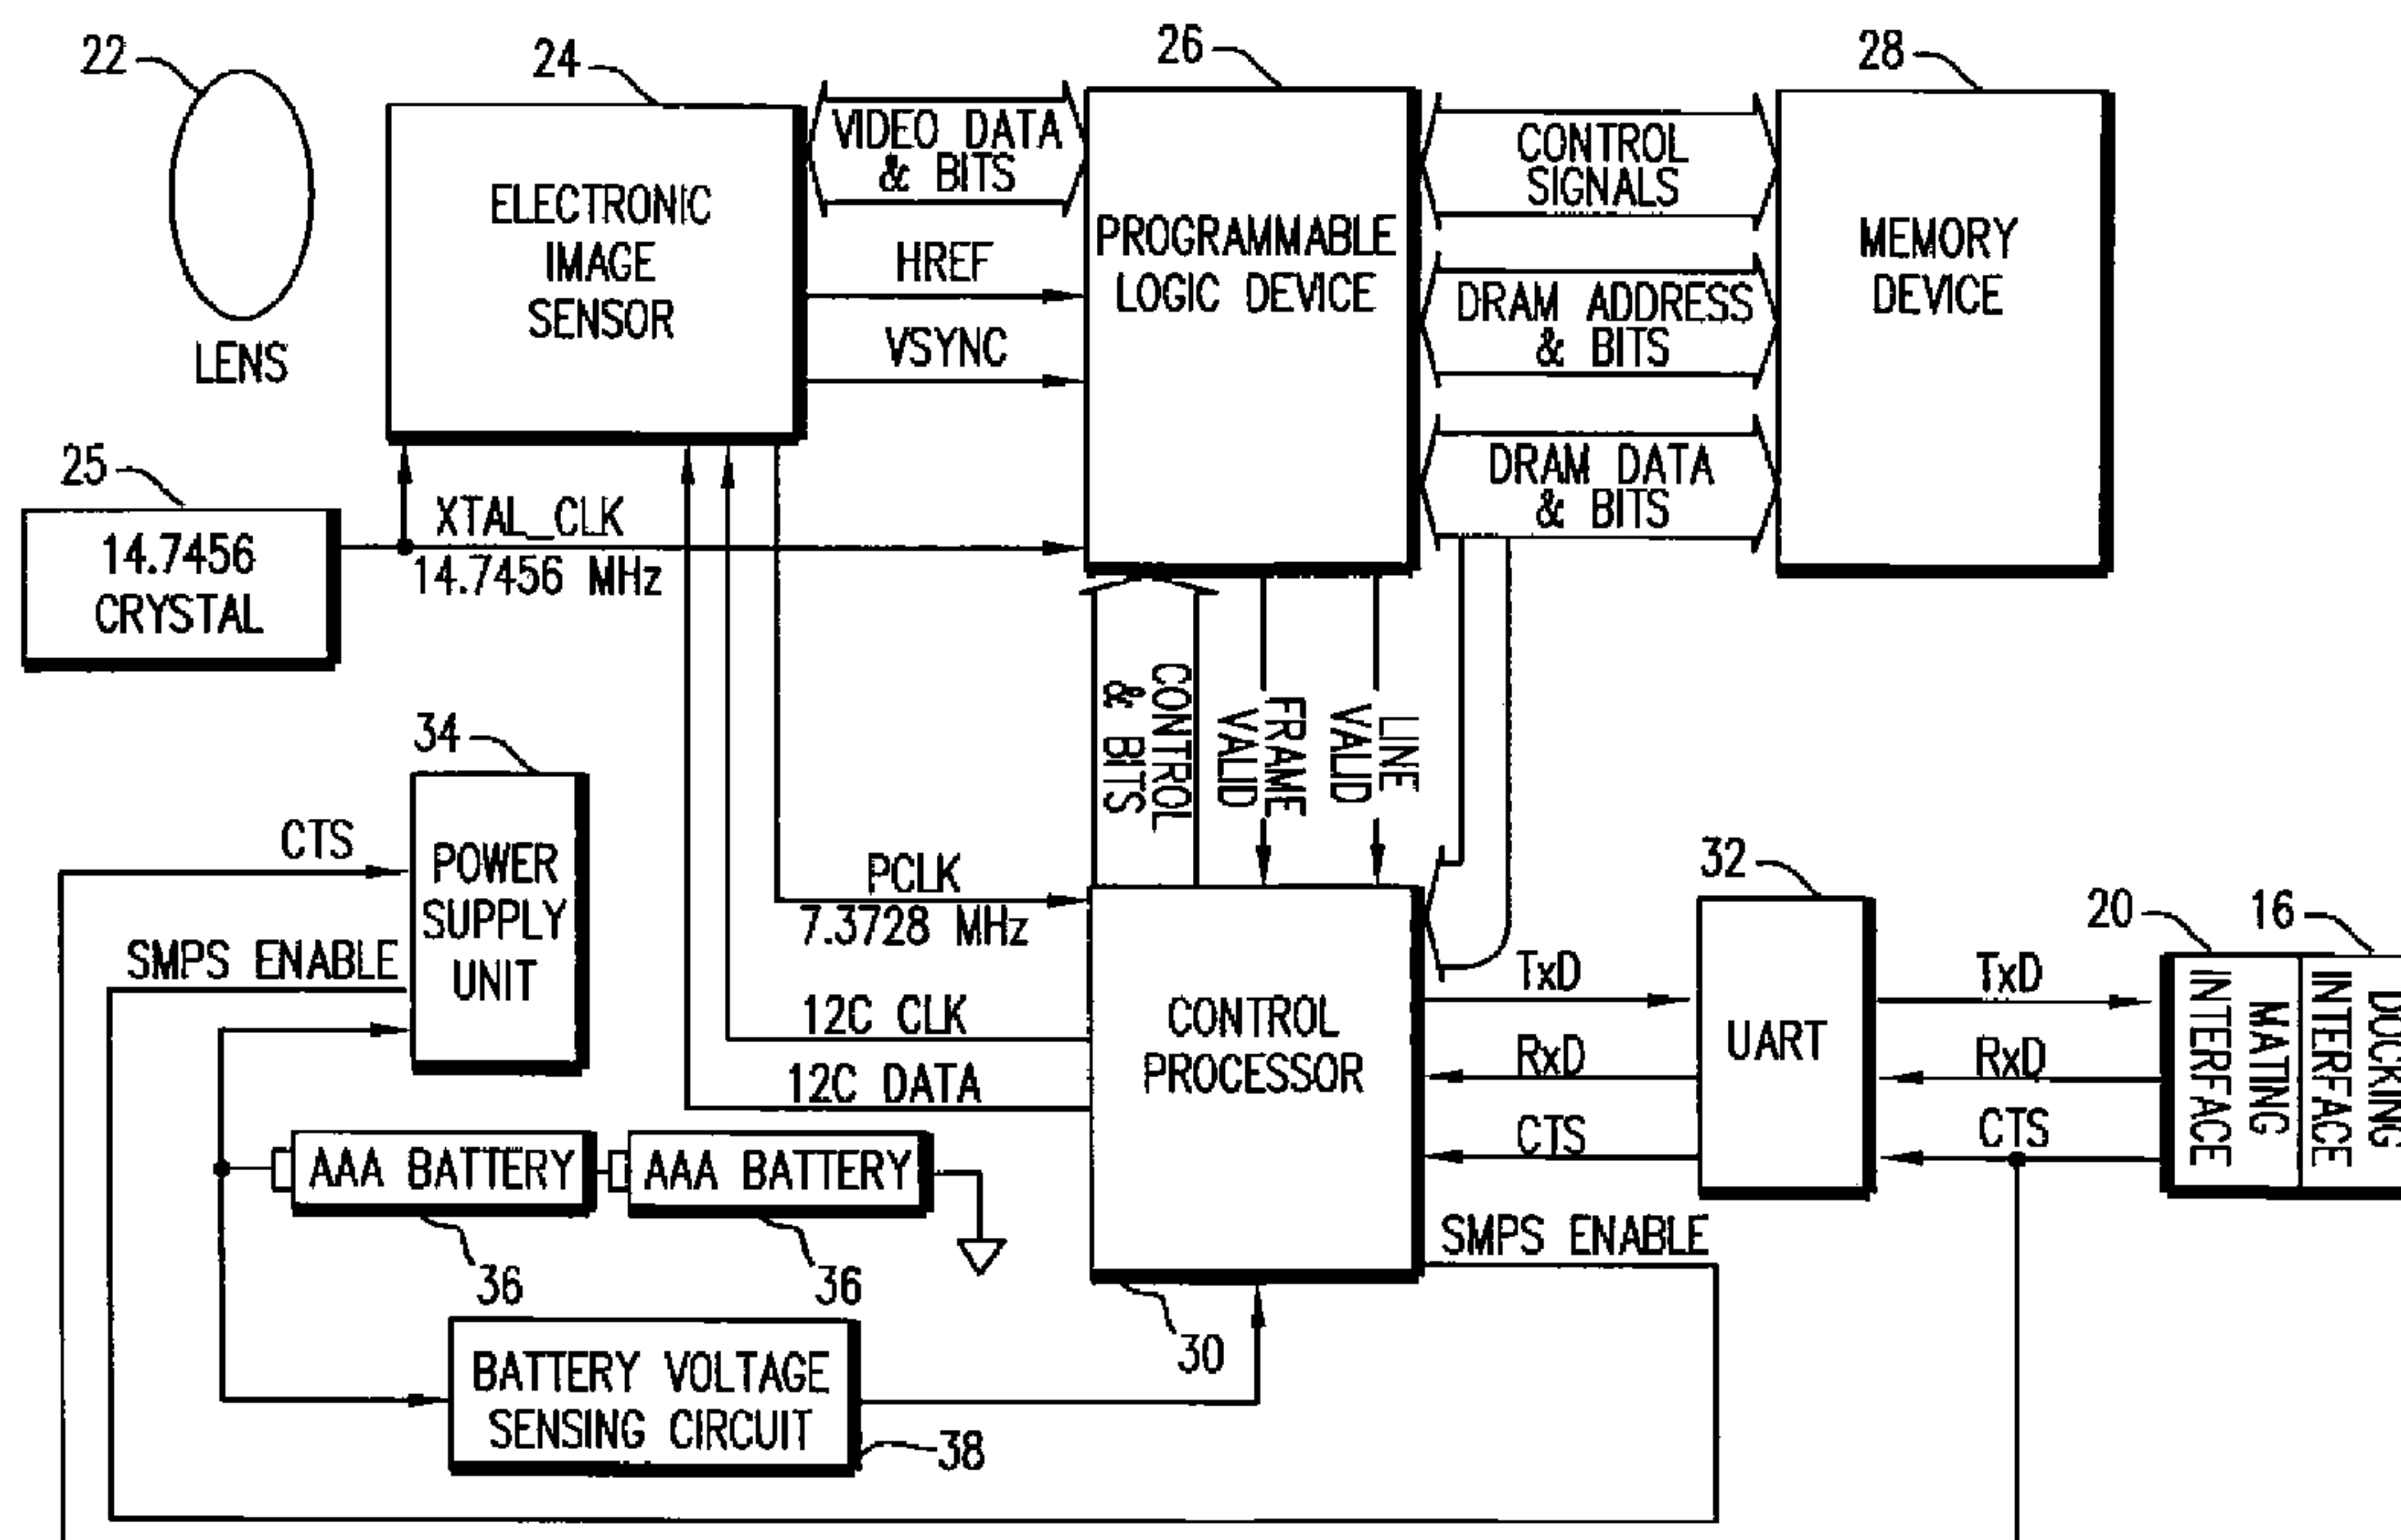 22
24
26
28
ELECTRONIC
IMAGE
SENSOR
VIDEO DATA
& BITS
HREF
VSYNC
PROGRAMMABLE
LOGIC DEVICE
CONTROL
SIGNALS
DRAM ADDRESS
& BITS
DRAM DATA
& BITS
MEMORY
DEVICE
LENS
25
14.7456
CRYSTAL
XTAL_CLK
14.7456 MHz
CONTROL
& BITS
FRAME
VALID
LINE
VALID
34
CTS
POWER
SUPPLY
UNIT
SMPS ENABLE
PCLK
7.3728 MHz
12C CLK
12C DATA
CONTROL
PROCESSOR
30
TxD
RxD
CTS
SMPS ENABLE
32
UART
TxD
RxD
CTS
20
16
MATING
INTERFACE
DOCKING
INTERFACE
AAA BATTERY
AAA BATTERY
36
36
BATTERY VOLTAGE
SENSING CIRCUIT
38